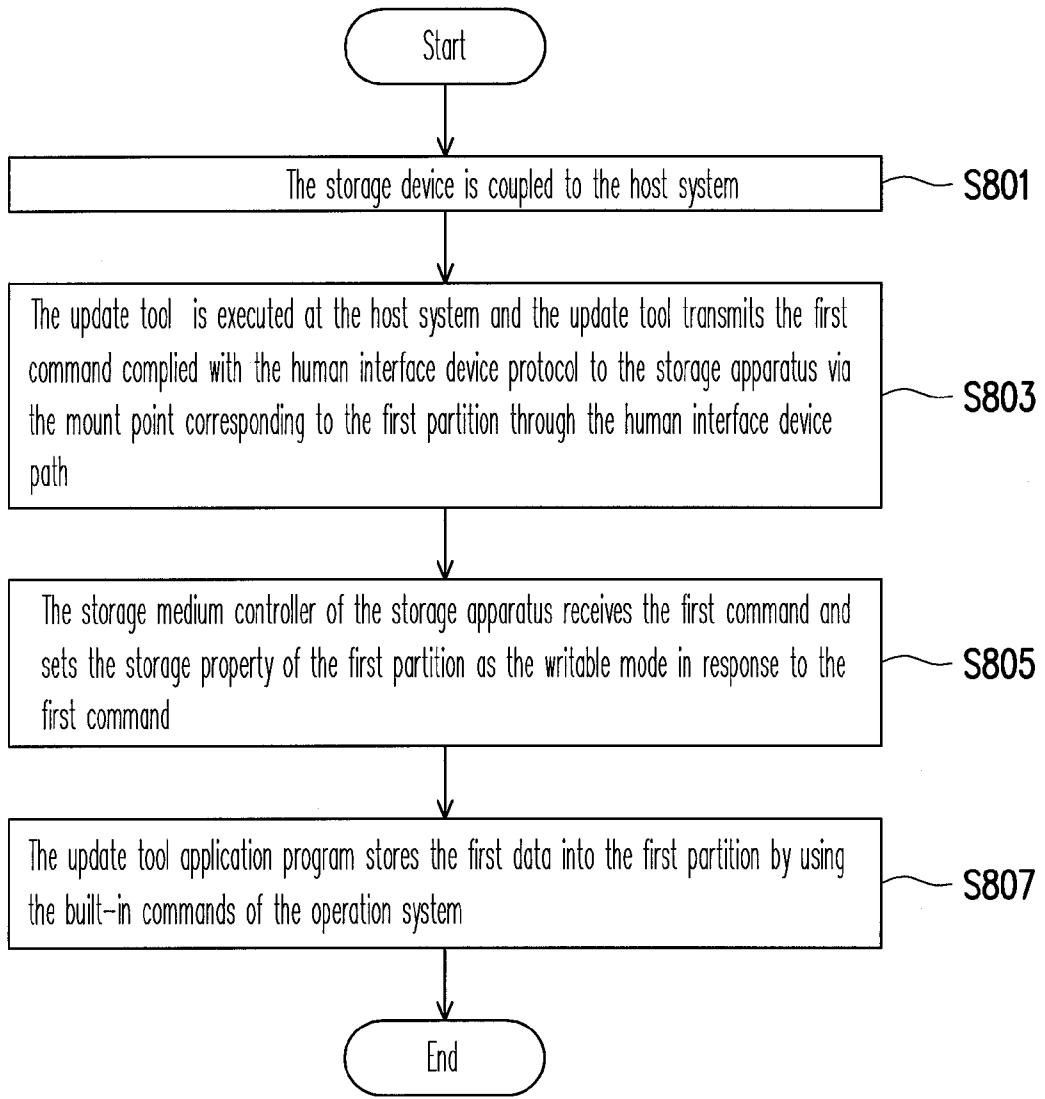 Start
The storage device is coupled to the host system
S801
The update tool is executed at the host system and the update tool transmits the first
command complied with the human interface device protocol to the storage apparatus via
the mount point corresponding to the first partition through the human interface device
path
S803
The storage medium controller of the storage apparatus receives the first command and
sets the storage property of the first partition as the writable mode in response to the
first command
S805
The update tool application program stores the first data into the first partition by using
the built-in commands of the operation system
S807
End